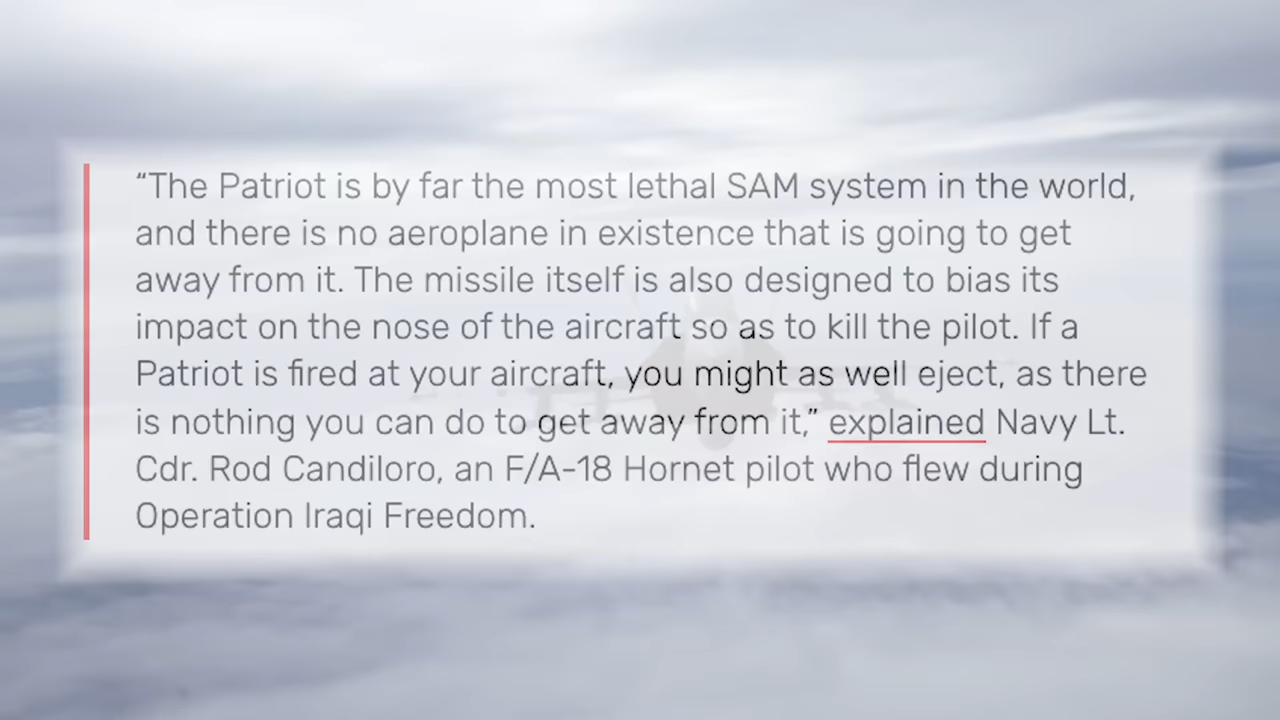 “The Patriot is by far the most lethal SAM system in the world,
and there is no aeroplane in existence that is going to get
away from it. The missile itself is also designed to bias its
impact on the nose of the aircraft so as to kill the pilot. If a
Patriot is fired at your aircraft, you might as well eject, as there
is nothing you can do to get away from it,” explained Navy Lt.
Cdr. Rod Candiloro, an F/A-18 Hornet pilot who flew during
Operation Iraqi Freedom.